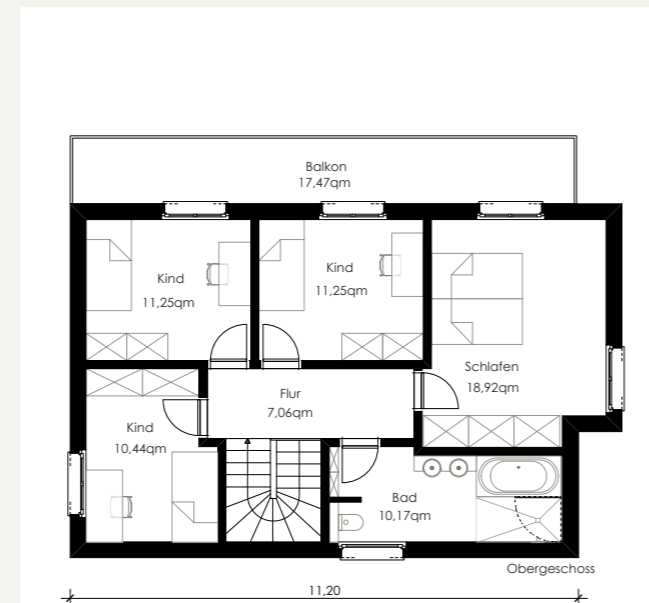 Balkon
17,47qm
Kind
11,25qm
Kind
11,25qm
Schlafen
18,92qm
Flur
7,06qm
Kind
10,44qm
Bad
10,17qm
Obergeschoss
11,20